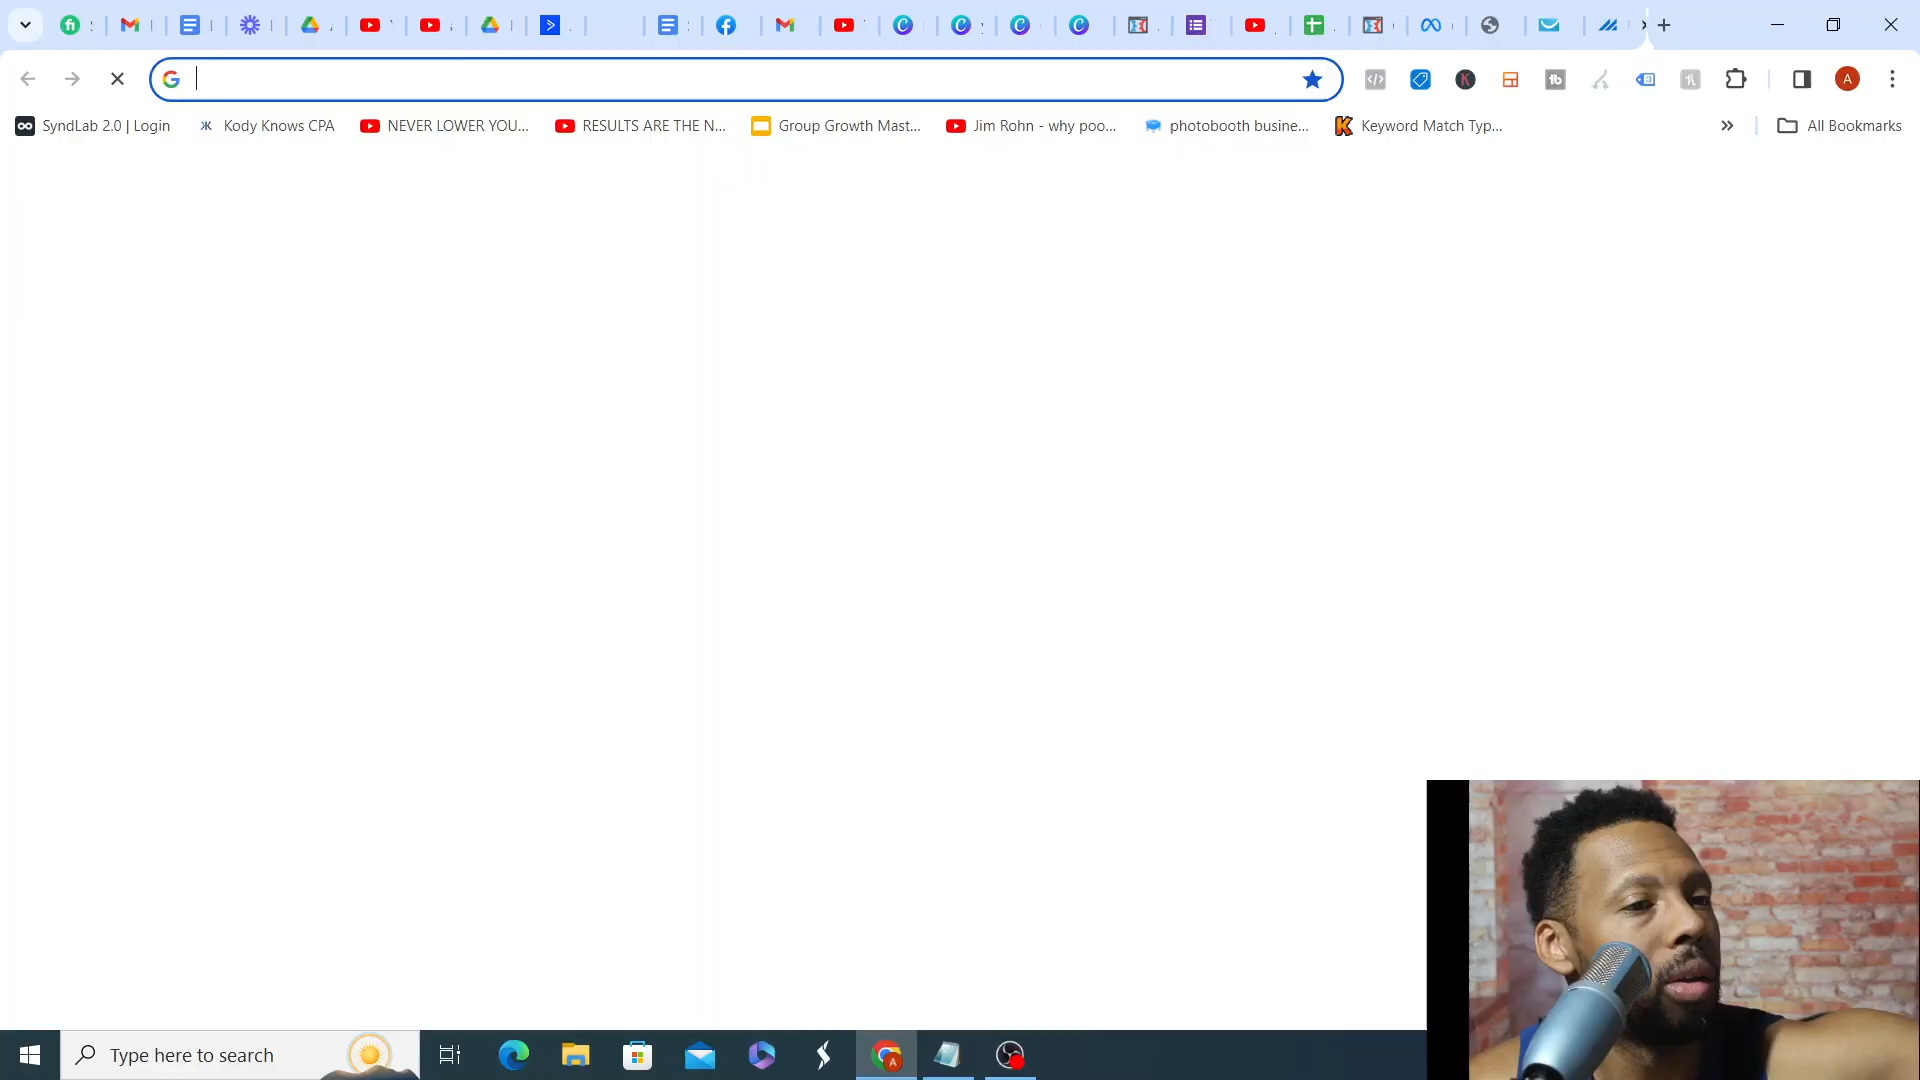 SyndLab 2.0 | Login
Kody Knows CPA
NEVER LOWER YOU...
RESULTS ARE THE N...
Group Growth Mast...
Jim Rohn - why poo...
photobooth busine...
Keyword Match Typ...
All Bookmarks
A
Type here to search